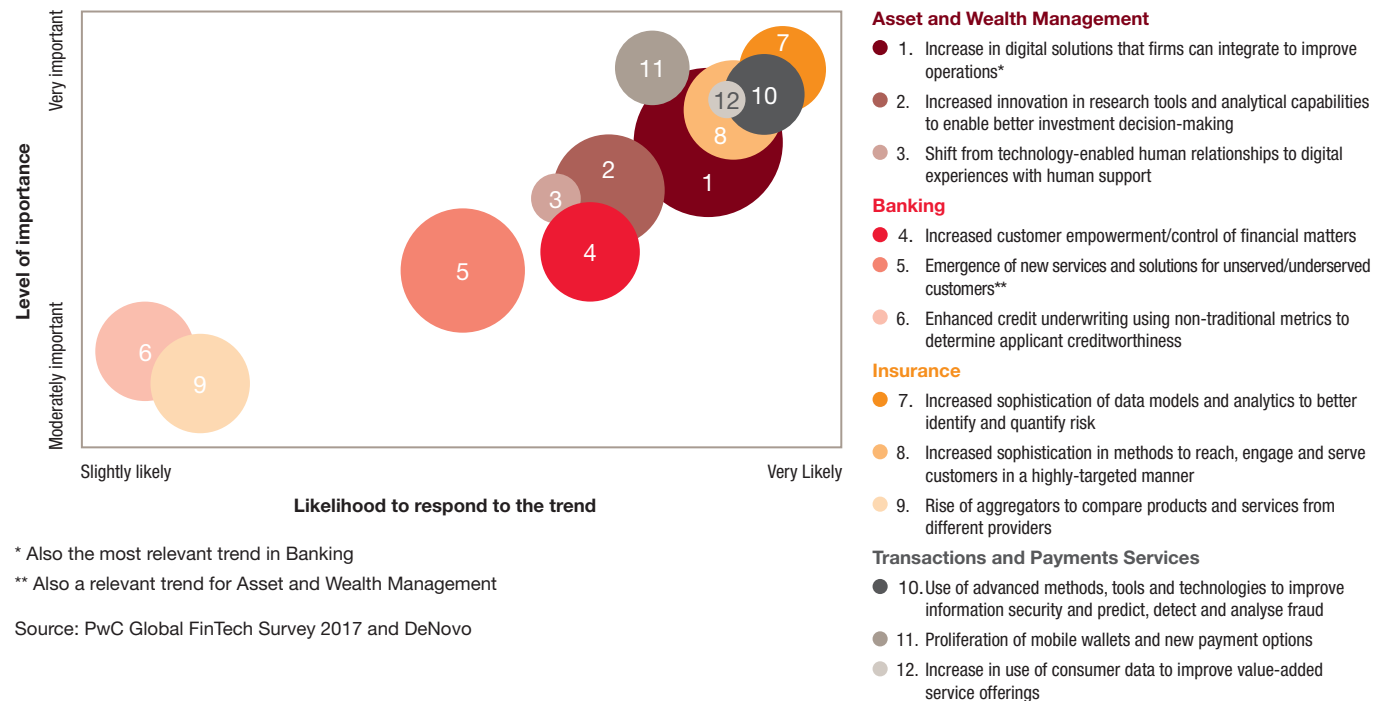 Very important
Level of importance
Moderately important
7
11
12
10
8
2
1
3
4
5
6
9
Slightly likely
Very Likely
Likelihood to respond to the trend
* Also the most relevant trend in Banking
** Also a relevant trend for Asset and Wealth Management
Source: PwC Global FinTech Survey 2017 and DeNovo
Asset and Wealth Management
1. Increase in digital solutions that firms can integrate to improve
operations*
2. Increased innovation in research tools and analytical capabilities
to enable better investment decision-making
3. Shift from technology-enabled human relationships to digital
experiences with human support
Banking
4. Increased customer empowerment/control of financial matters
5. Emergence of new services and solutions for unserved/underserved
customers**
6. Enhanced credit underwriting using non-traditional metrics to
determine applicant creditworthiness
Insurance
7. Increased sophistication of data models and analytics to better
identify and quantify risk
8. Increased sophistication in methods to reach, engage and serve
customers in a highly-targeted manner
9. Rise of aggregators to compare products and services from
different providers
Transactions and Payments Services
10. Use of advanced methods, tools and technologies to improve
information security and predict, detect and analyse fraud
11. Proliferation of mobile wallets and new payment options
12. Increase in use of consumer data to improve value-added
service offerings